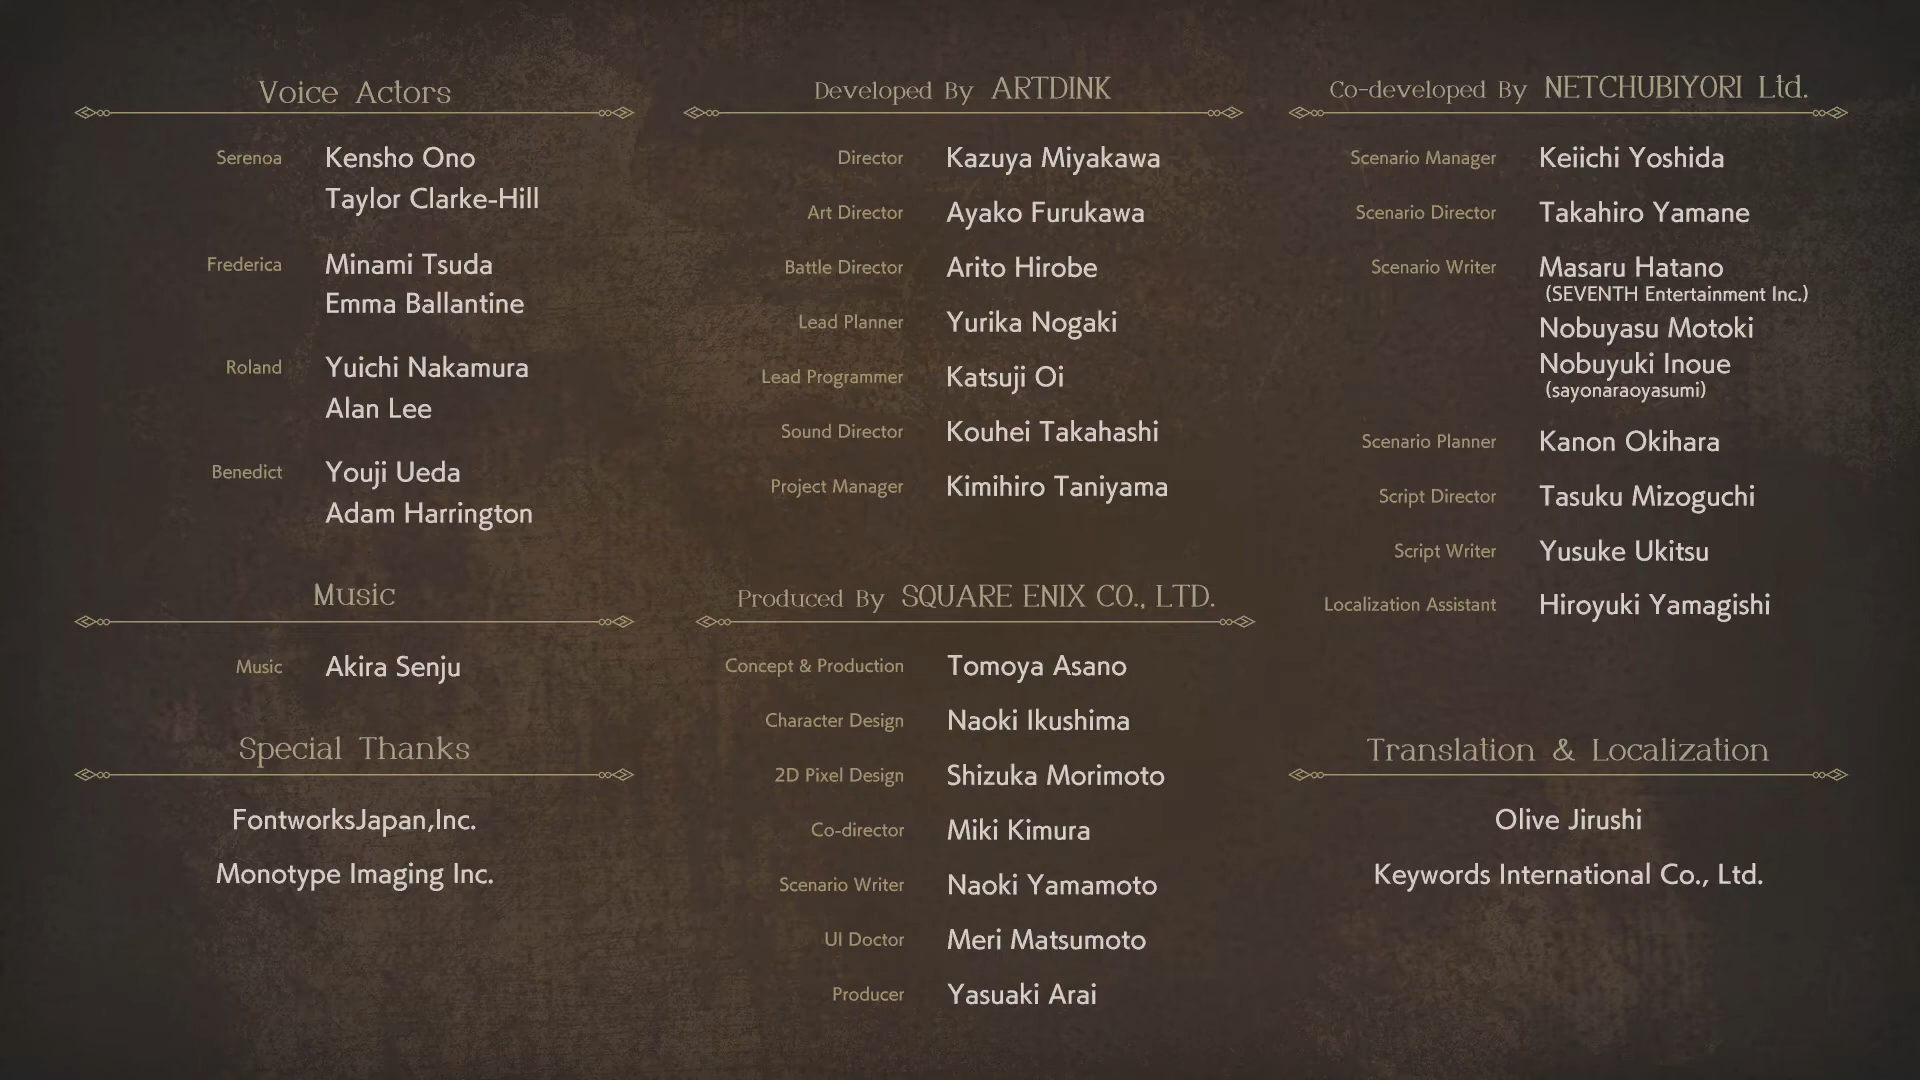 Voice Actors
Serenoa Kensho Ono
Taylor Clarke-Hill
Frederica Minami Tsuda
Emma Ballantine
Roland Yuichi Nakamura
Alan Lee
Benedict Youji Ueda
Adam Harrington
Music
Music Akira Senju
Special Thanks
FontworksJapan,Inc.
Monotype Imaging Inc.
Developed By ARTDINK
Director Kazuya Miyakawa
Art Director Ayako Furukawa
Battle Director Arito Hirobe
Lead Planner Yurika Nogaki
Lead Programmer Katsuji Oi
Sound Director Kouhei Takahashi
Project Manager Kimihiro Taniyama
Produced By SQUARE ENIX CO., LTD.
Concept & Production Tomoya Asano
Character Design Naoki Ikushima
2D Pixel Design Shizuka Morimoto
Co-director Miki Kimura
Scenario Writer Naoki Yamamoto
UI Doctor Meri Matsumoto
Producer Yasuaki Arai
Co-developed By NETCHUBIYORI Ltd.
Scenario Manager Keiichi Yoshida
Scenario Director Takahiro Yamane
Scenario Writer Masaru Hatano
(SEVENTH Entertainment Inc.)
Nobuyasu Motoki
Nobuyuki Inoue
(sayonaraoyasumi)
Scenario Planner Kanon Okihara
Script Director Tasuku Mizoguchi
Script Writer Yusuke Ukitsu
Localization Assistant Hiroyuki Yamagishi
Translation & Localization
Olive Jirushi
Keywords International Co., Ltd.